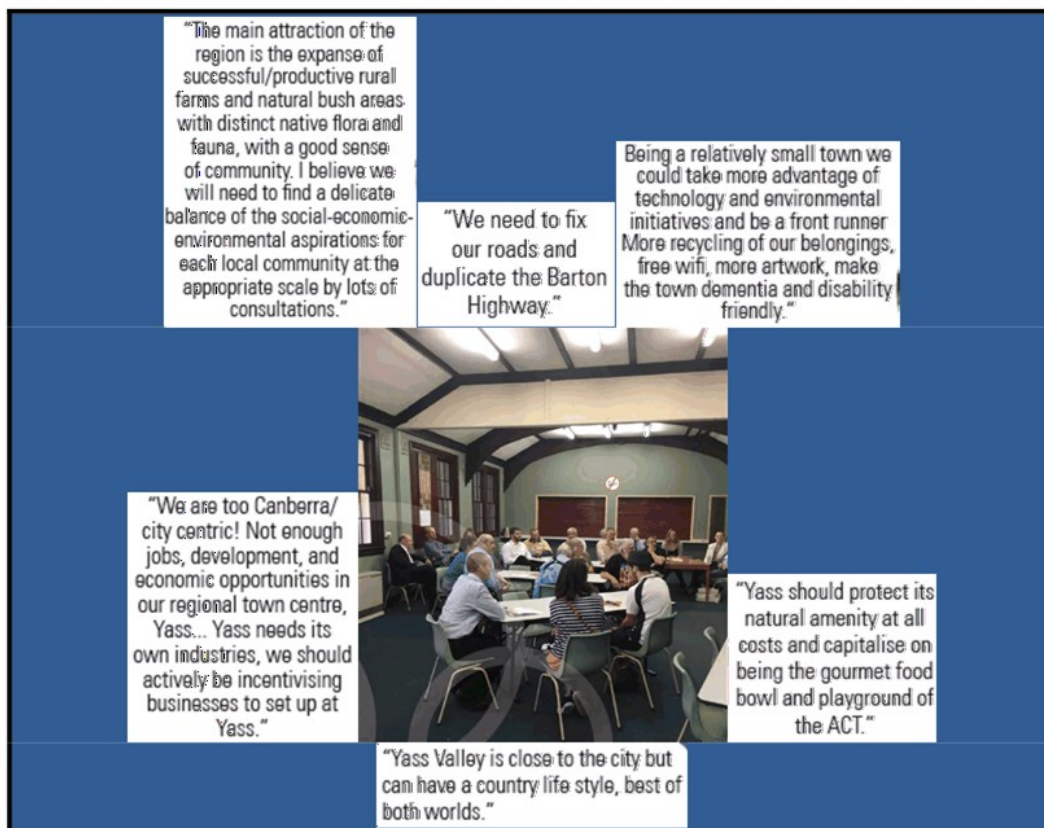 “The main attraction of the
region is the expanse of
successful/productive rural
farms and natural bush areas
with distinct native flora and
fauna, with a good sense
of community. I believe we
will need to find a delicate
balance of the social-economic-
environmental aspirations for
each local community at the
appropriate scale by lots of
consultations.”
“We need to fix
our roads and
duplicate the Barton
Highway.”
Being a relatively small town we
could take more advantage of
technology and environmental
initiatives and be a front runner
More recycling of our belongings,
free wifi, more artwork, make
the town dementia and disability
friendly.“
“We are too Canberra/
city centric! Not enough
jobs, development, and
economic opportunities in
our regional town centre,
Yass... Yass needs its
own industries, we should
actively be incentivising
businesses to set up at
Yass.”
“Yass should protect its
natural amenity at all
costs and capitalise on
being the gourmet food
bowl and playground of
the ACT.”
“Yass Valley is close to the city but
can have a country life style, best of
both worlds.”